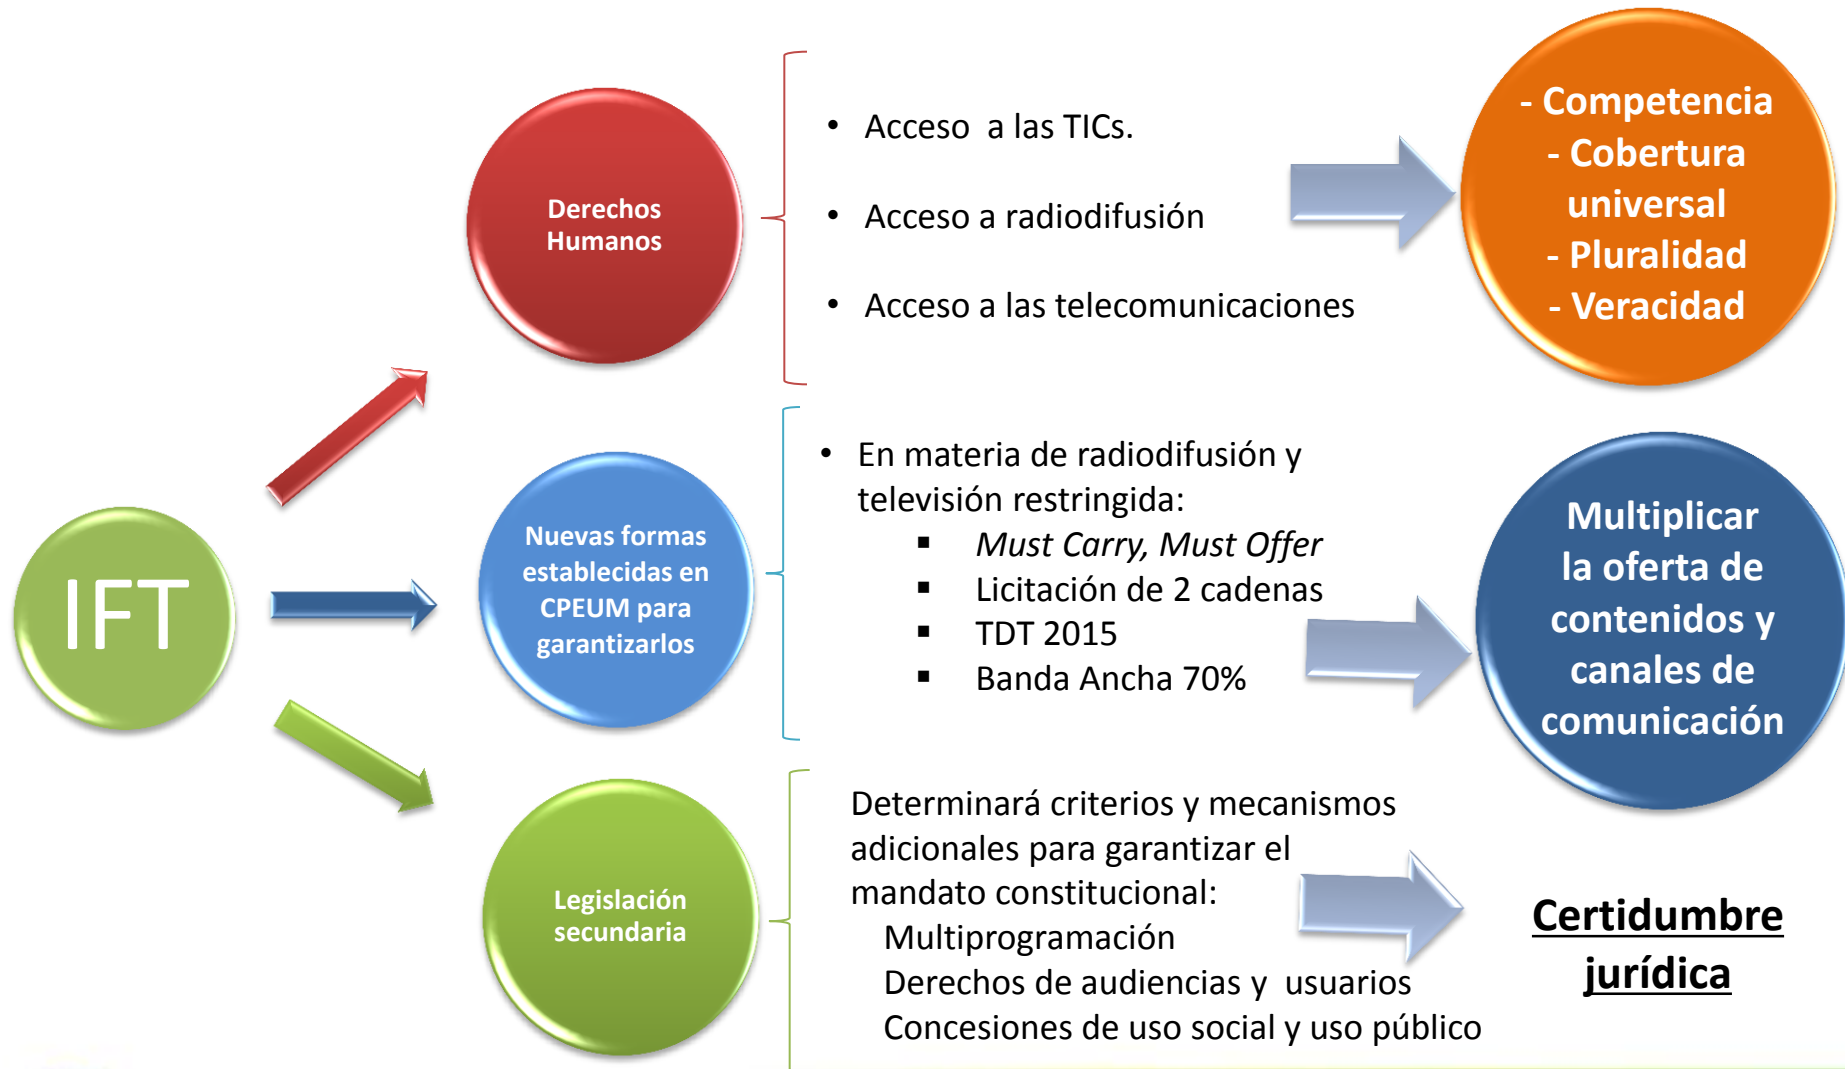 IFT
Derechos
Humanos
• Acceso a las TICs.
• Acceso a radiodifusión
• Acceso a las telecomunicaciones
- Competencia
- Cobertura
universal
- Pluralidad
- Veracidad
Nuevas formas
establecidas en
CPEUM para
garantizarlos
• En materia de radiodifusión y
televisión restringida:
▪ Must Carry, Must Offer
▪ Licitación de 2 cadenas
▪ TDT 2015
▪ Banda Ancha 70%
Multiplicar
la oferta de
contenidos y
canales de
comunicación
Legislación
secundaria
Determinará criterios y mecanismos
adicionales para garantizar el
mandato constitucional:
Multiprogramación
Derechos de audiencias y usuarios
Concesiones de uso social y uso público
Certidumbre
jurídica